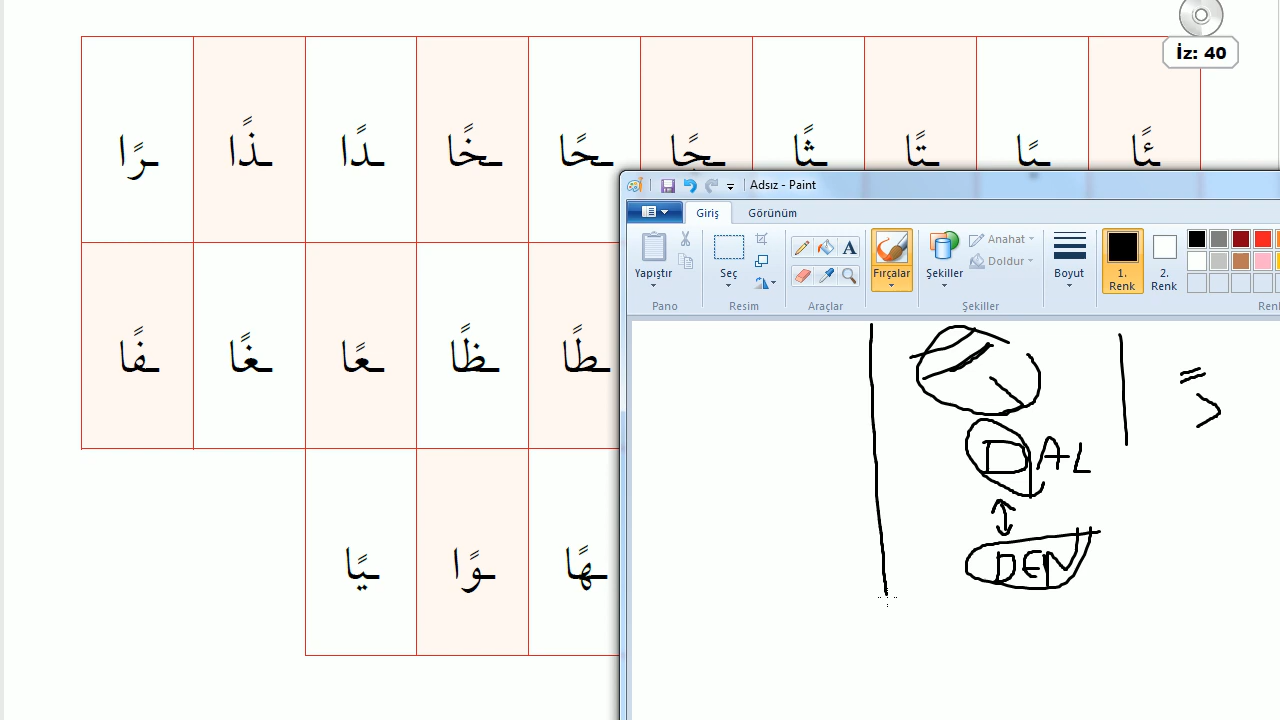 İz: 40
ـئًا ـبًا ـتًا ـثًا ـجًا ـحًا ـخًا ـدًا ـذًا ـرًا
ـطًا ـظًا ـعًا ـغًا ـفًا
ـهًا ـوًا ـيًا
Adsız - Paint
Giriş Görünüm
Yapıştır Seç Fırçalar Şekiller Anahat Doldur Boyut 1. Renk 2. Renk
Pano Resim Araçlar Şekiller Renk
DAL
DEN